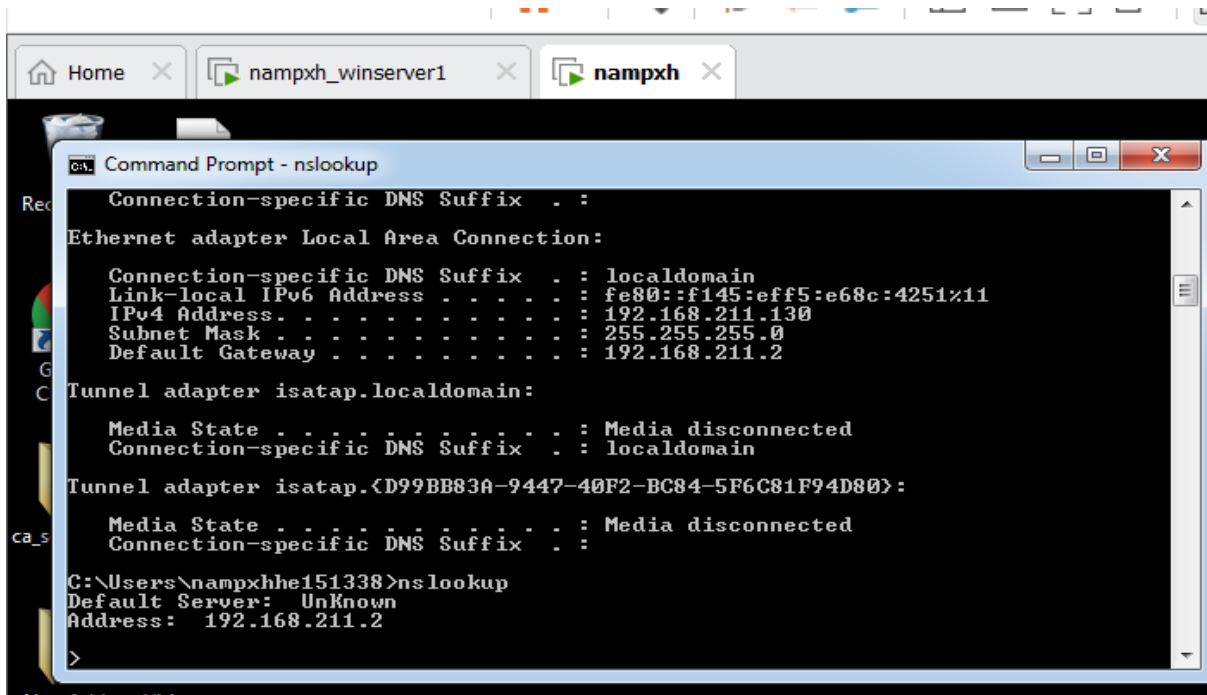 Home
nampxh_winserver1
nampxh
Command Prompt - nslookup
Rec
Connection-specific DNS Suffix  . :
Ethernet adapter Local Area Connection:
Connection-specific DNS Suffix  . : localdomain
Link-local IPv6 Address . . . . . : fe80::f145:eff5:e68c:4251%11
IPv4 Address. . . . . . . . . . . : 192.168.211.130
Subnet Mask . . . . . . . . . . . : 255.255.255.0
Default Gateway . . . . . . . . . : 192.168.211.2
G
C
Tunnel adapter isatap.localdomain:
Media State . . . . . . . . . . . : Media disconnected
Connection-specific DNS Suffix  . : localdomain
Tunnel adapter isatap.{D99BB83A-9447-40F2-BC84-5F6C81F94D80}:
Media State . . . . . . . . . . . : Media disconnected
ca_s
Connection-specific DNS Suffix  . :
C:\Users\nampxhhe151338>nslookup
Default Server:  UnKnown
Address:  192.168.211.2
>